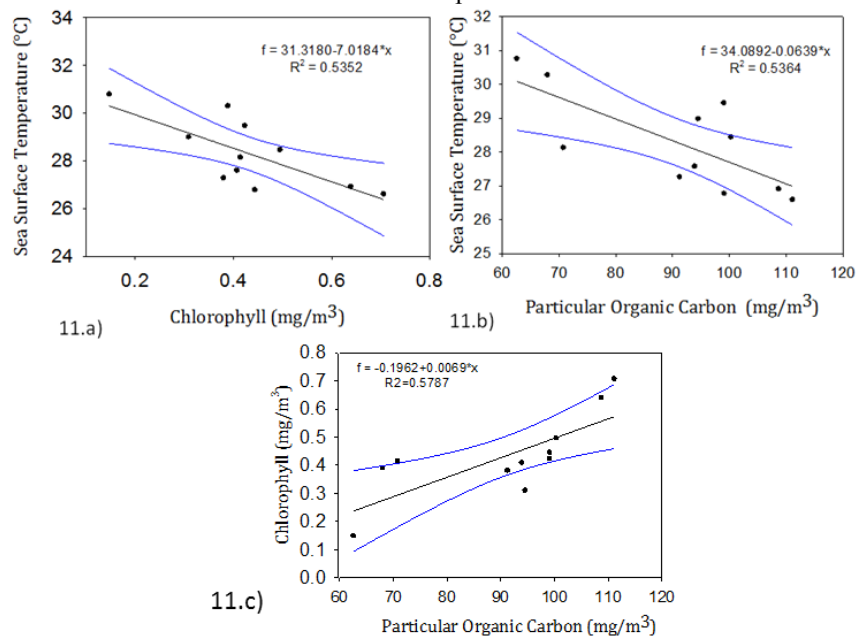 34
32
30
28
26
24
Sea Surface Temperature (°C)
f = 31.3180-7.0184*x
R² = 0.5352
0.2
0.4
0.6
0.8
Chlorophyll (mg/m³)
11.a)
32
31
30
29
28
27
26
25
Sea Surface Temperature (°C)
f = 34.0892-0.0639*x
R² = 0.5364
60
70
80
90
100
110
120
Particular Organic Carbon (mg/m³)
11.b)
0.8
0.7
0.6
0.5
0.4
0.3
0.2
0.1
0.0
Chlorophyll (mg/m³)
f = -0.1962+0.0069*x
R2=0.5787
60
70
80
90
100
110
120
Particular Organic Carbon (mg/m³)
11.c)